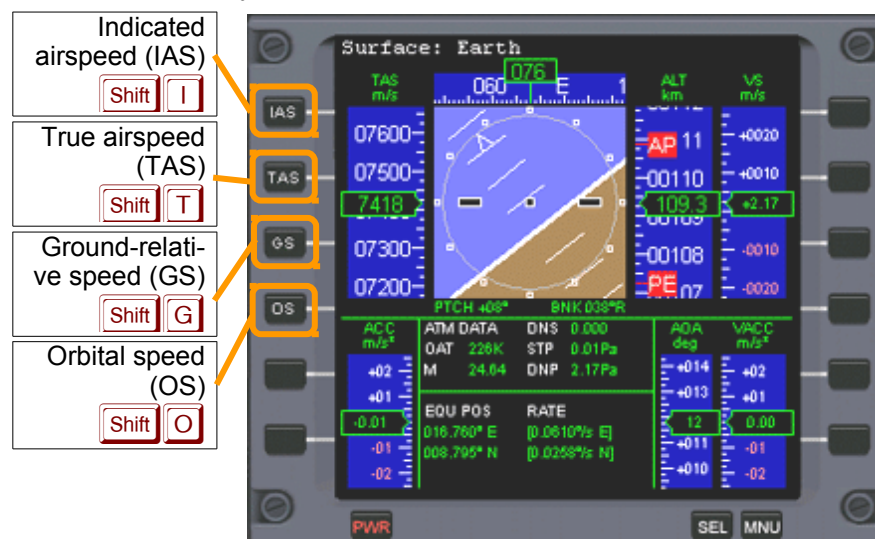 Indicated
airspeed (IAS)
Shift I
True airspeed
(TAS)
Shift T
Ground-relati-
ve speed (GS)
Shift G
Orbital speed
(OS)
Shift O
IAS
TAS
GS
OS
Surface: Earth
TAS
m/s
060 076 E 1
ALT
km
VS
m/s
07600
07500
7418
07300
07200
AP 11
00110
109.3
00109
00108
PE 07
+0020
+0010
+2.17
-0010
-0020
PTCH +08° BNK 038°R
ACC
m/s²
+02
+01
-0.01
-01
-02
ATM DATA DNS 0.000
OAT 226K STP 0.01Pa
M 24.64 DNP 2.17Pa
EQU POS RATE
016.760° E [0.0610°/s E]
008.795° N [0.0258°/s N]
AOA
deg
+014
+013
12
+011
+010
VACC
m/s²
+02
+01
0.00
-01
-02
PWR SEL MNU